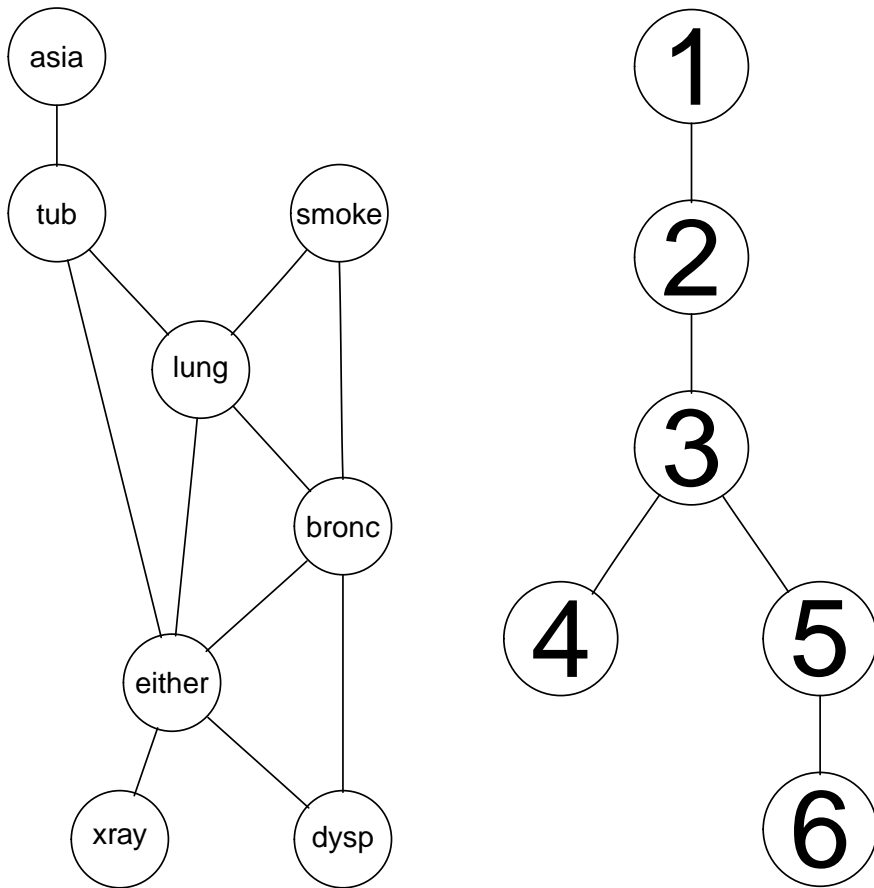 asia
tub
smoke
lung
bronc
either
xray
dysp
1
2
3
4
5
6